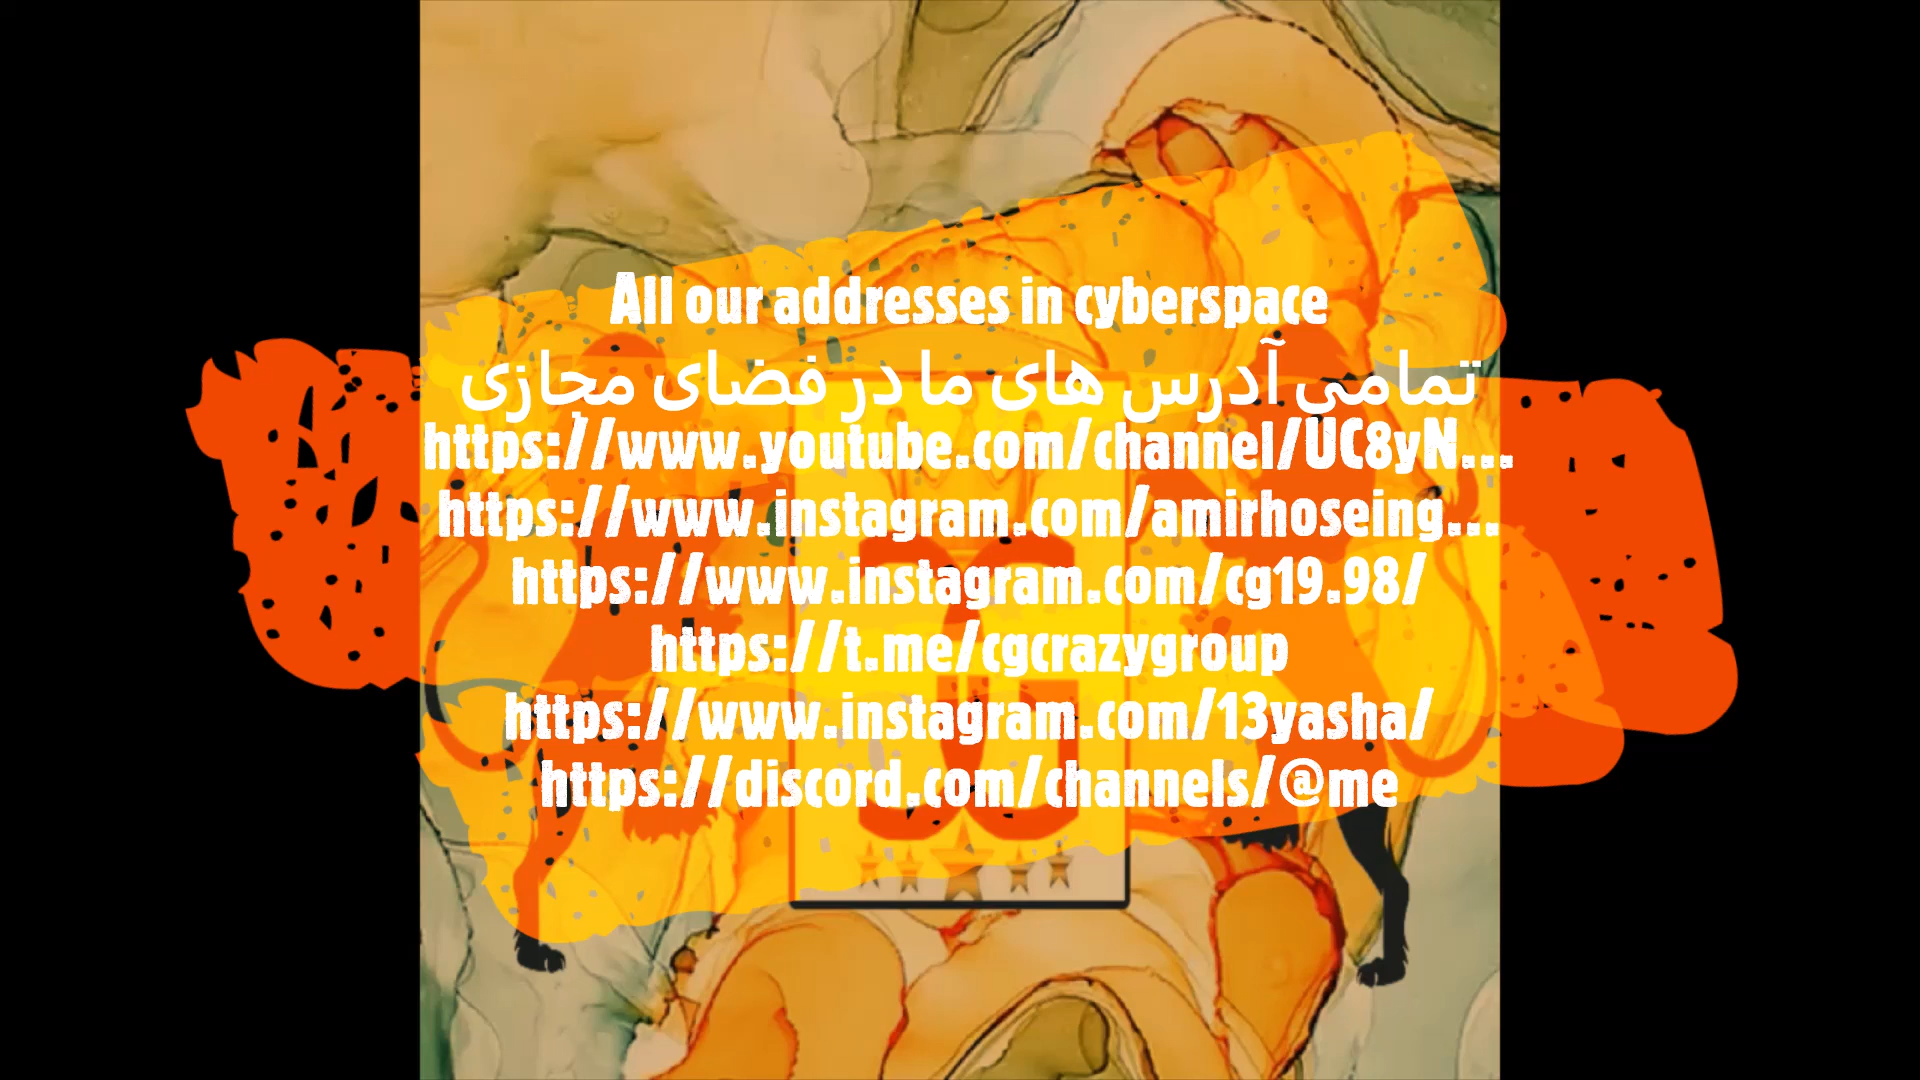 All our addresses in cyberspace
تمامی آدرس های ما در فضای مجازی
https://www.youtube.com/channel/UC8yN...
https://www.instagram.com/amirhoseing...
https://www.instagram.com/cg19.98/
https://t.me/cgcrazygroup
https://www.instagram.com/13yasha/
https://discord.com/channels/@me